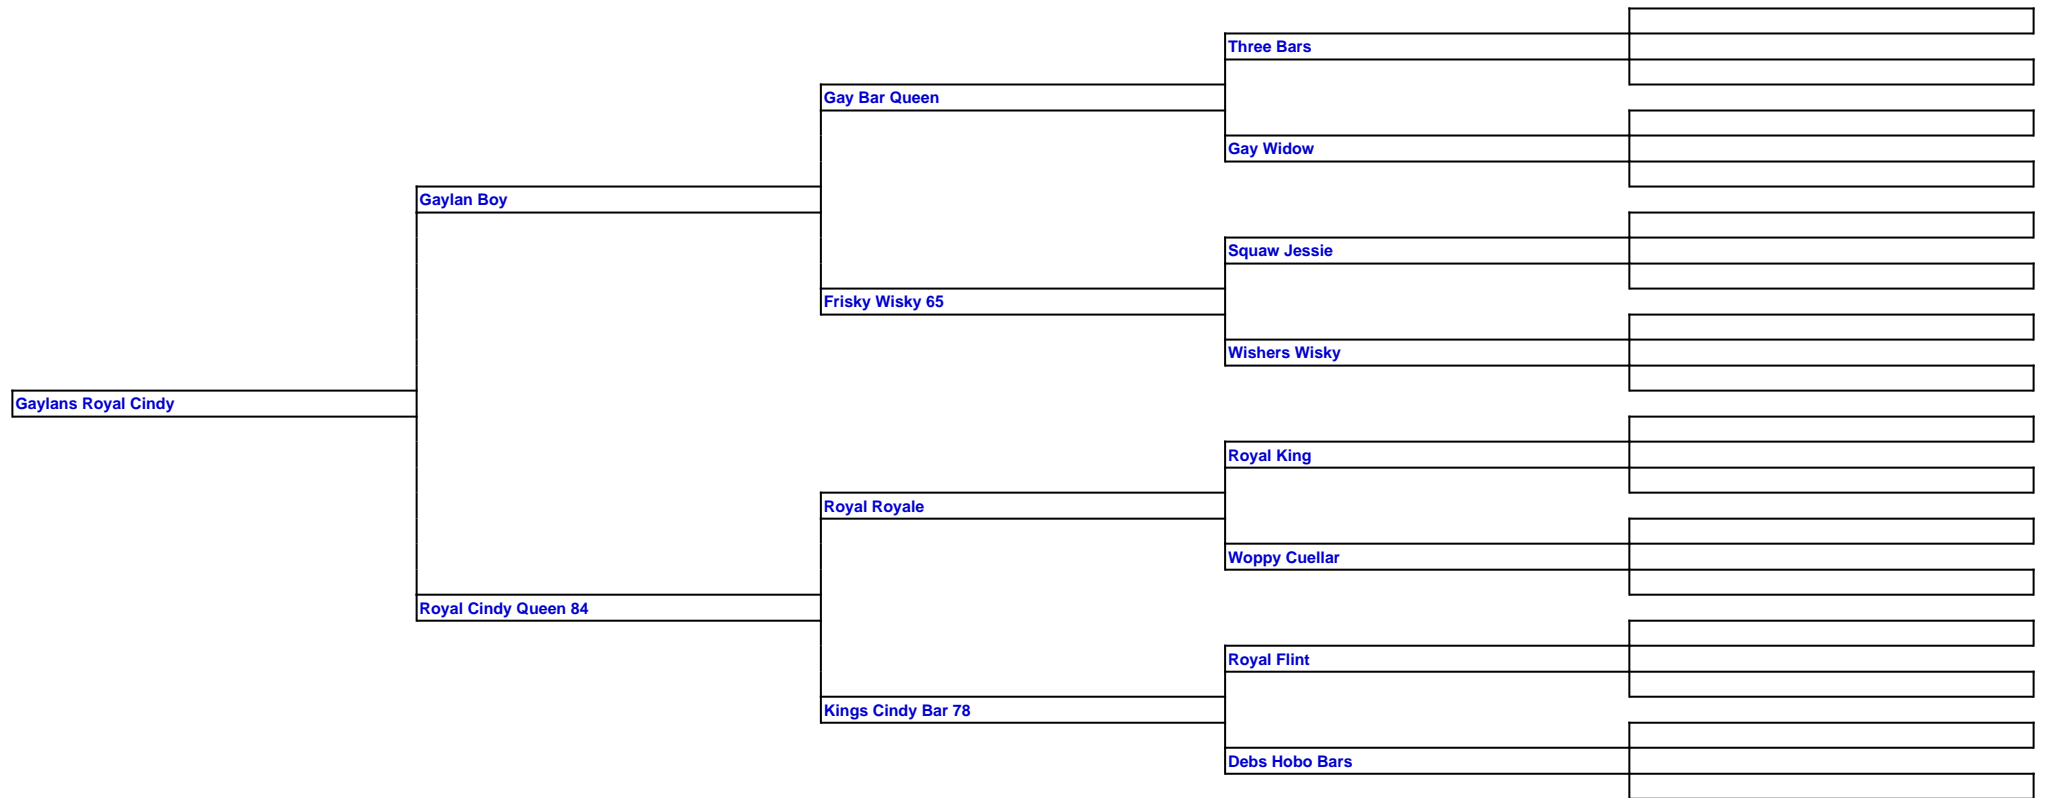 Three Bars
Gay Bar Queen
Gay Widow
Gaylan Boy
Squaw Jessie
Frisky Wisky 65
Wishers Wisky
Gaylans Royal Cindy
Royal King
Royal Royale
Woppy Cuellar
Royal Cindy Queen 84
Royal Flint
Kings Cindy Bar 78
Debs Hobo Bars